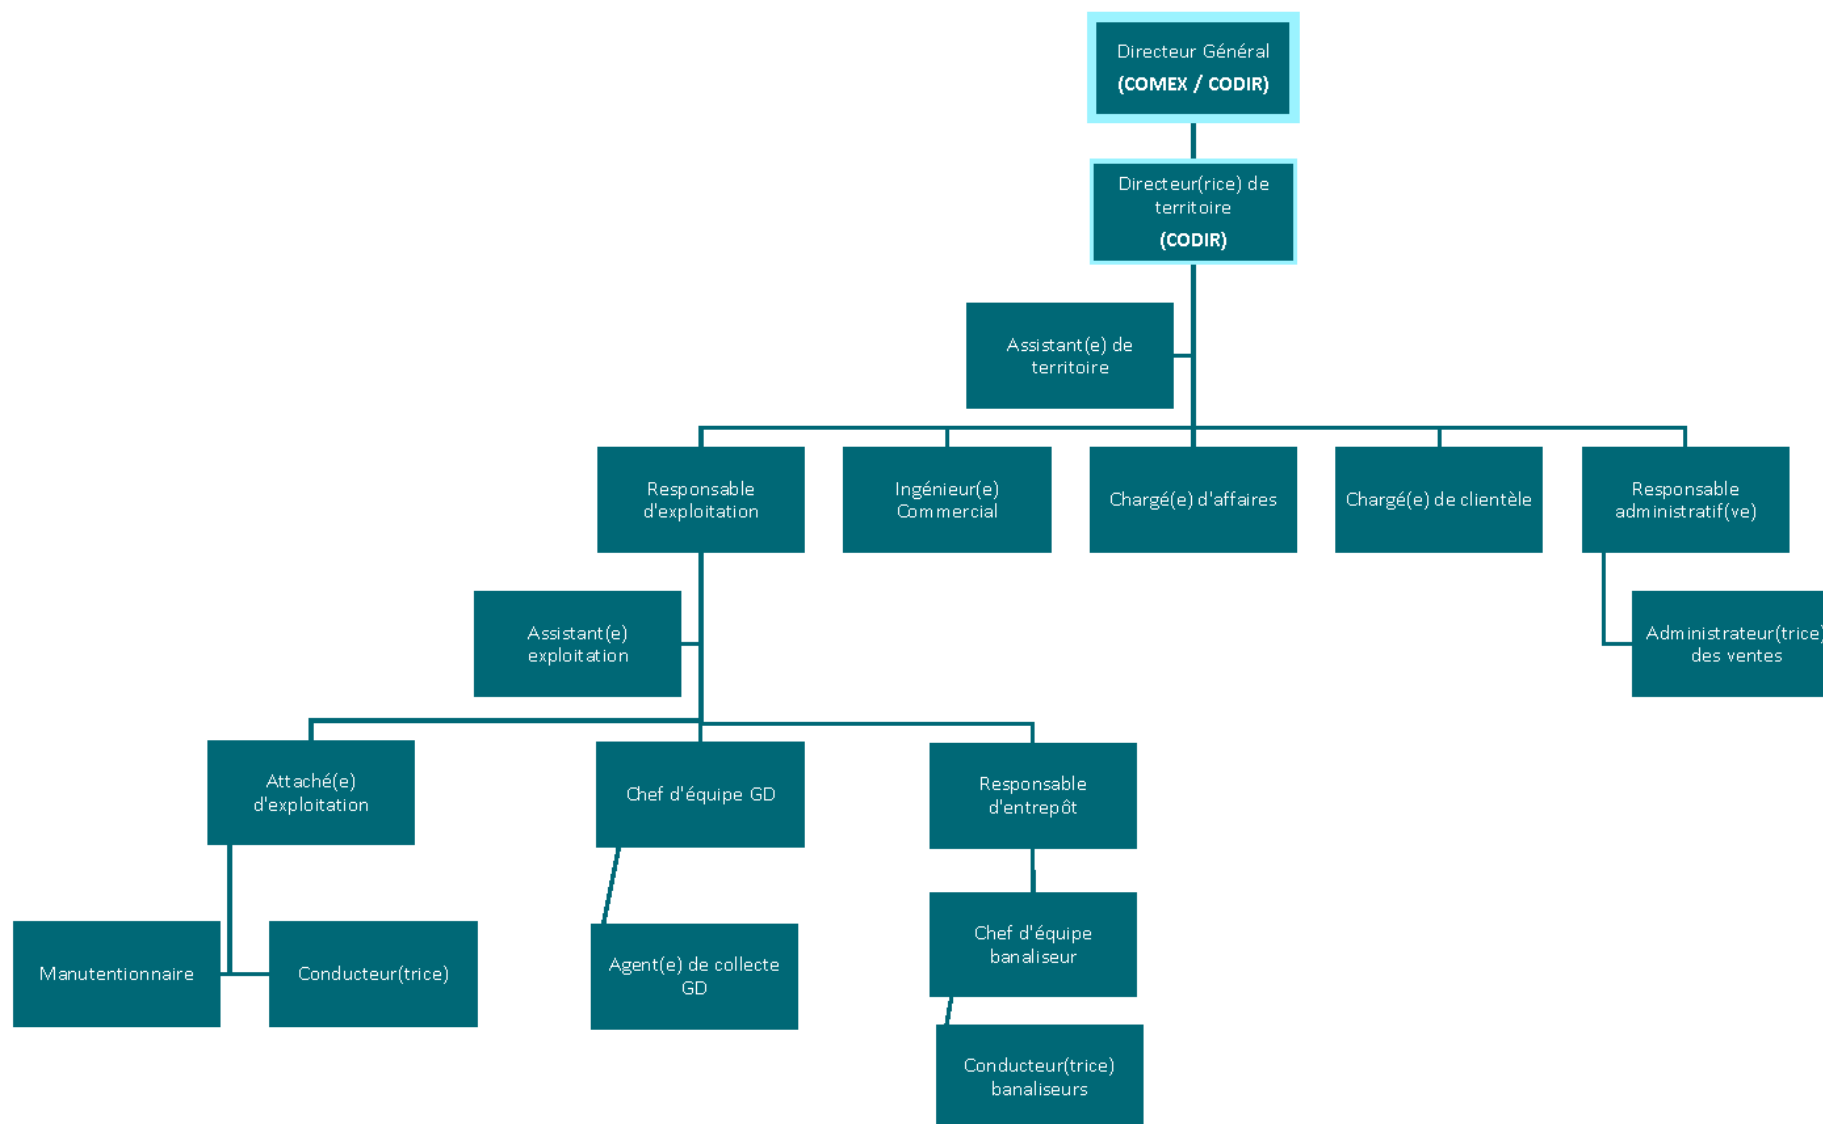 Directeur Général
(COMEX / CODIR)
Directeur(rice) de
territoire
(CODIR)
Assistant(e) de
territoire
Responsable
d'exploitation
Ingénieur(e)
Commercial
Chargé(e) d'affaires
Chargé(e) de clientèle
Responsable
administratif(ve)
Assistant(e)
exploitation
Administrateur(trice)
des ventes
Attaché(e)
d'exploitation
Chef d'équipe GD
Responsable
d'entrepôt
Manutentionnaire
Conducteur(trice)
Agent(e) de collecte
GD
Chef d'équipe
banaliseur
Conducteur(trice)
banaliseurs